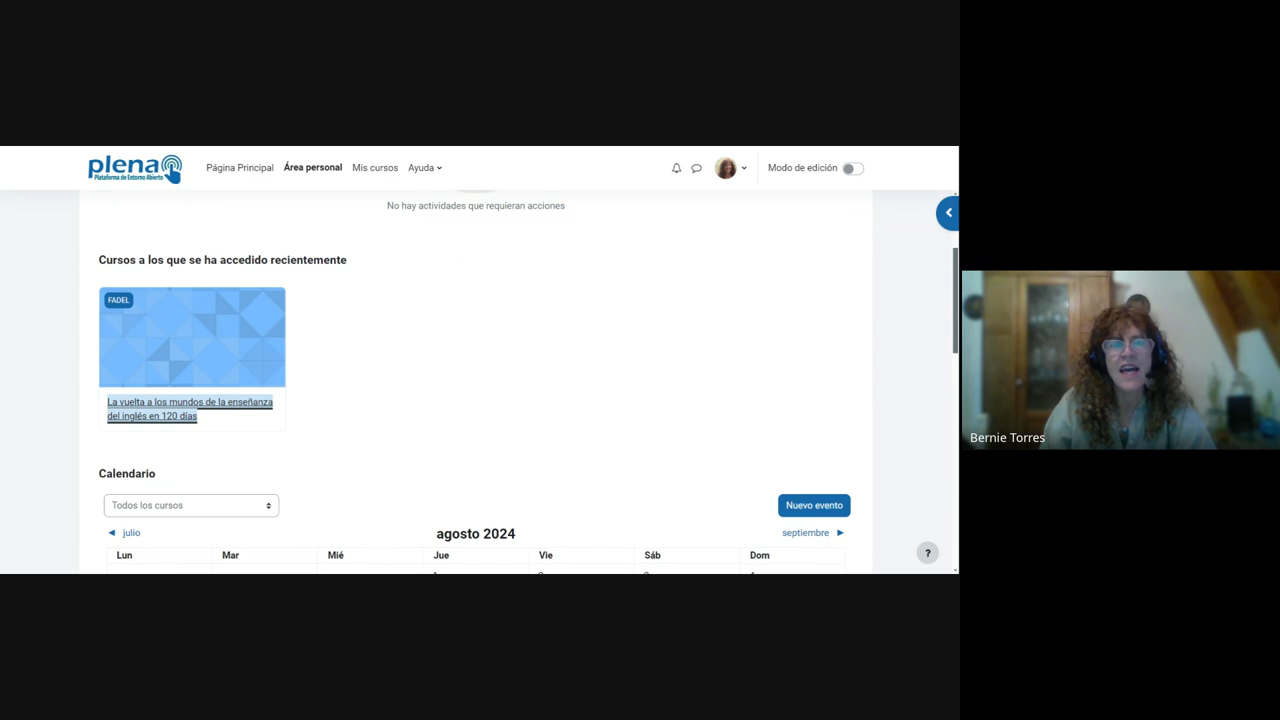 plena
Plataforma de Entorno Abierto
Página Principal
Área personal
Mis cursos
Ayuda
Modo de edición
No hay actividades que requieran acciones
Cursos a los que se ha accedido recientemente
FADEL
La vuelta a los mundos de la enseñanza
del inglés en 120 días
Bernie Torres
Calendario
Todos los cursos
Nuevo evento
◄ julio
agosto 2024
septiembre ►
Lun Mar Mié Jue Vie Sáb Dom
?